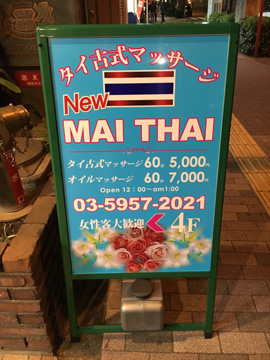 タイ古式マッサージ
New
MAI THAI
タイ古式マッサージ 60分 5,000円
オイルマッサージ 60分 7,000円
Open 12:00~am1:00
03-5957-2021
女性客大歓迎 4F